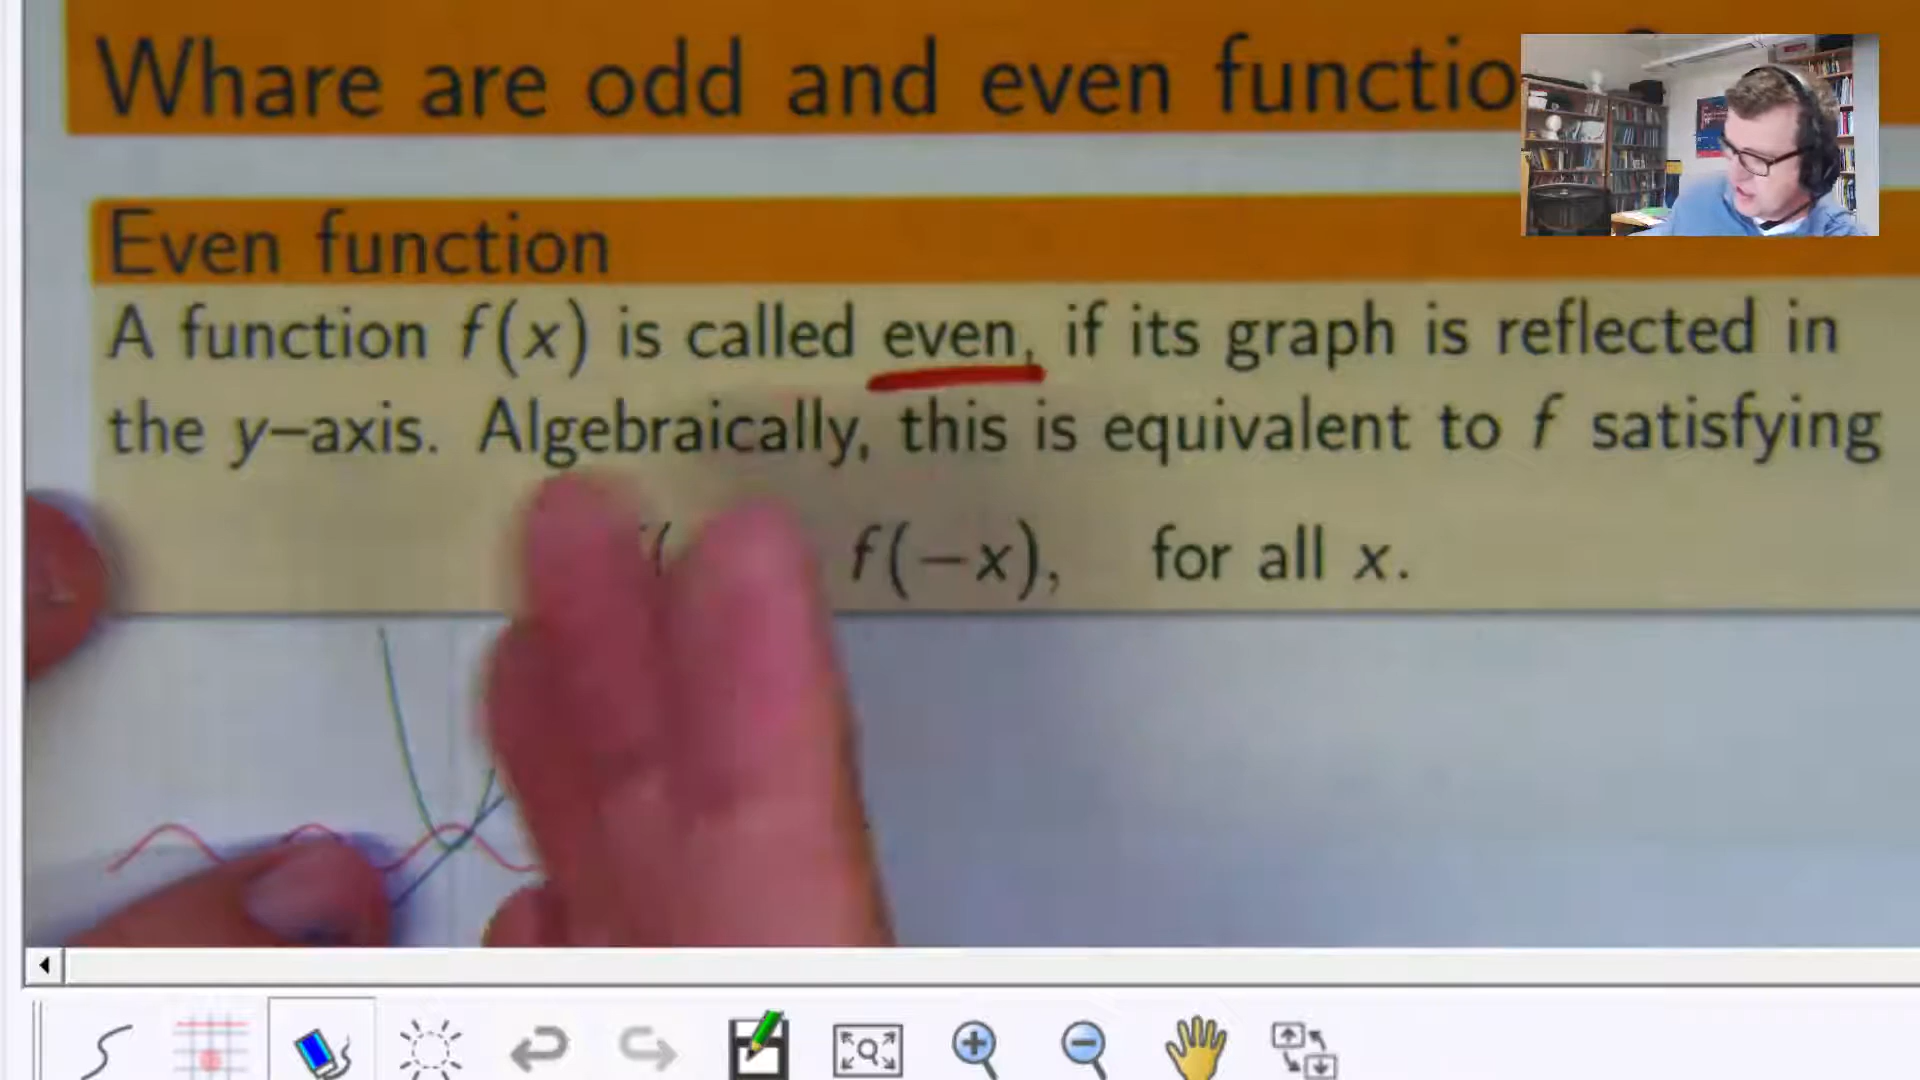 Whare are odd and even functio
Even function
A function f(x) is called even, if its graph is reflected in
the y–axis. Algebraically, this is equivalent to f satisfying
f(−x), for all x.